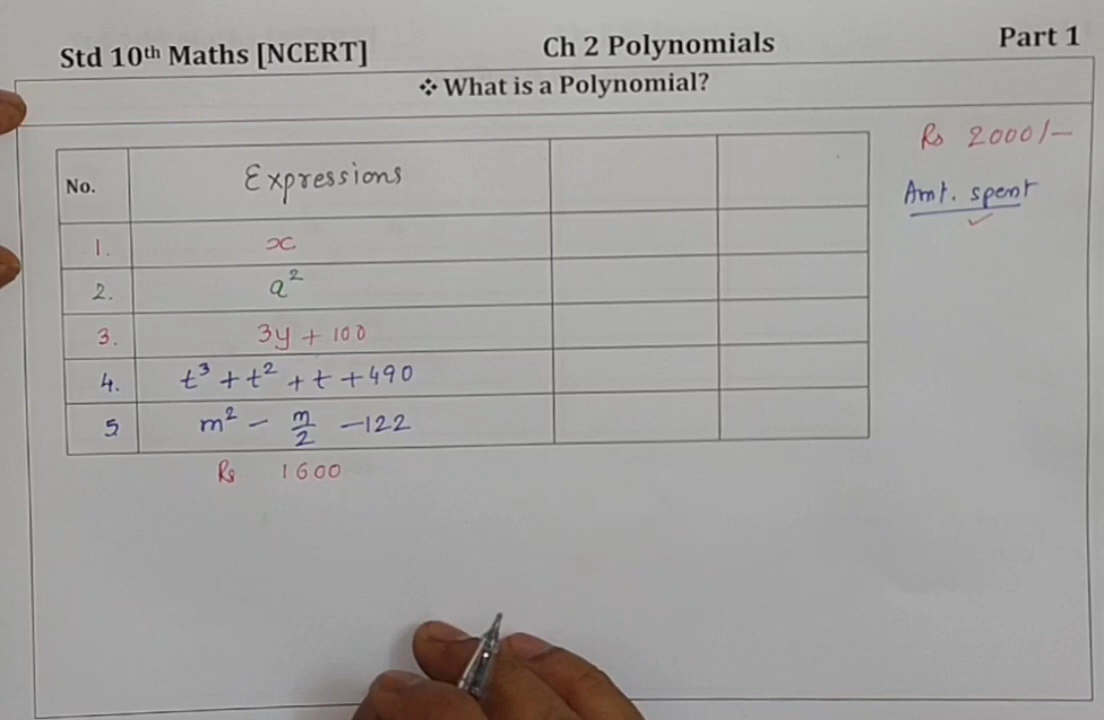 Std 10th Maths [NCERT] Ch 2 Polynomials Part 1
❖ What is a Polynomial?
No. Expressions
1. x
2. a²
3. 3y + 100
4. t³ + t² + t + 490
5 m² - m/2 - 122
Rs 1600
Rs 2000/-
Amt. spent